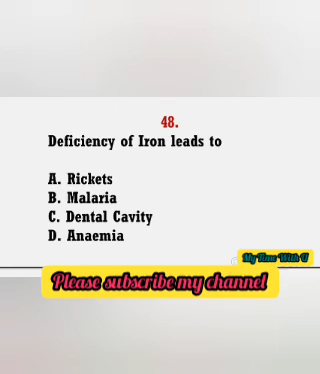 48.
Deficiency of Iron leads to
A. Rickets
B. Malaria
C. Dental Cavity
D. Anaemia
My Time With U
Please subscribe my channel